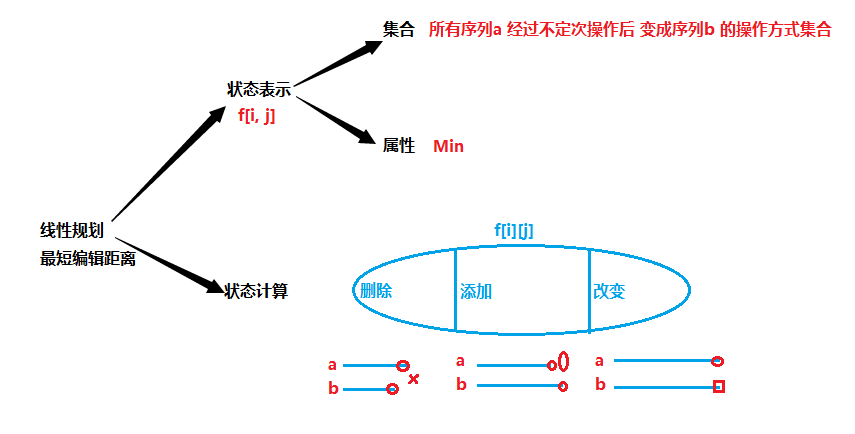 集合 所有序列a 经过不定次操作后 变成序列b 的操作方式集合
状态表示
f[i, j]
属性 Min
线性规划
最短编辑距离
状态计算
f[i][j]
删除 添加 改变
a a a
b b b